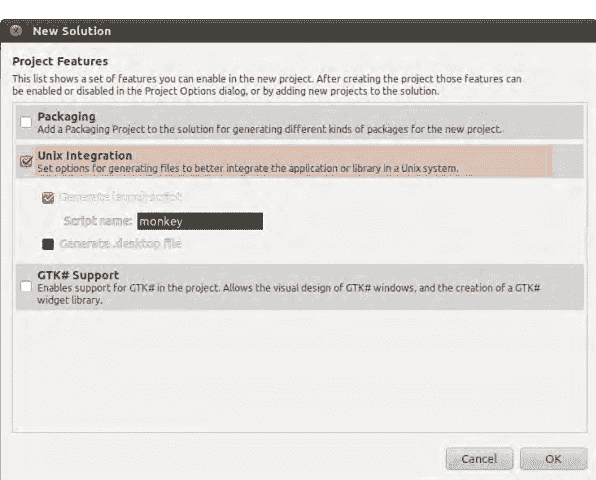 New Solution
Project Features
This list shows a set of features you can enable in the new project. After creating the project those features can
be enabled or disabled in the Project Options dialog, or by adding new projects to the solution.
Packaging
Add a Packaging Project to the solution for generating different kinds of packages for the new project.
Unix Integration
Set options for generating files to better integrate the application or library in a Unix system.
Generate launch script
Script name: monkey
Generate .desktop file
GTK# Support
Enables support for GTK# in the project. Allows the visual design of GTK# windows, and the creation of a GTK#
widget library.
Cancel OK